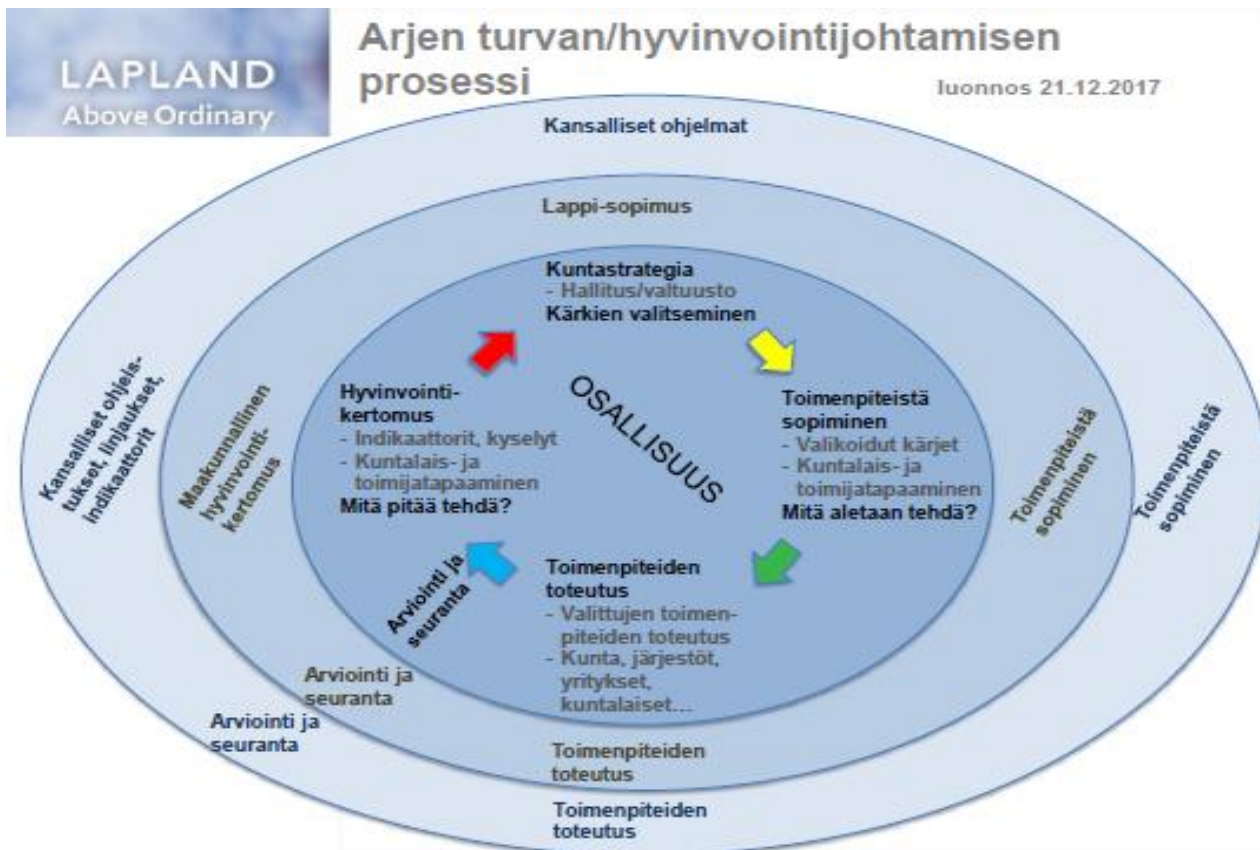 LAPLAND
Above Ordinary
Arjen turvan/hyvinvointijohtamisen
prosessi
luonnos 21.12.2017
Kansalliset ohjelmat
Lappi-sopimus
Kuntastrategia
- Hallitus/valtuusto
Kärkien valitseminen
Kansalliset ohjeis-
tukset, linjaukset,
indikaattorit
Maakunnallinen
hyvinvointi-
kertomus
Hyvinvointi-
kertomus
- Indikaattorit, kyselyt
- Kuntalais- ja
toimijatapaaminen
Mitä pitää tehdä?
OSALLISUUS
Toimenpiteistä
sopiminen
- Valikoidut kärjet
- Kuntalais- ja
toimijatapaaminen
Mitä aletaan tehdä?
Toimenpiteistä
sopiminen
Toimenpiteistä
sopiminen
Arviointi ja
seuranta
Toimenpiteiden
toteutus
- Valittujen toimen-
piteiden toteutus
- Kunta, järjestöt,
yritykset,
kuntalaiset...
Arviointi ja
seuranta
Arviointi ja
seuranta
Toimenpiteiden
toteutus
Toimenpiteiden
toteutus